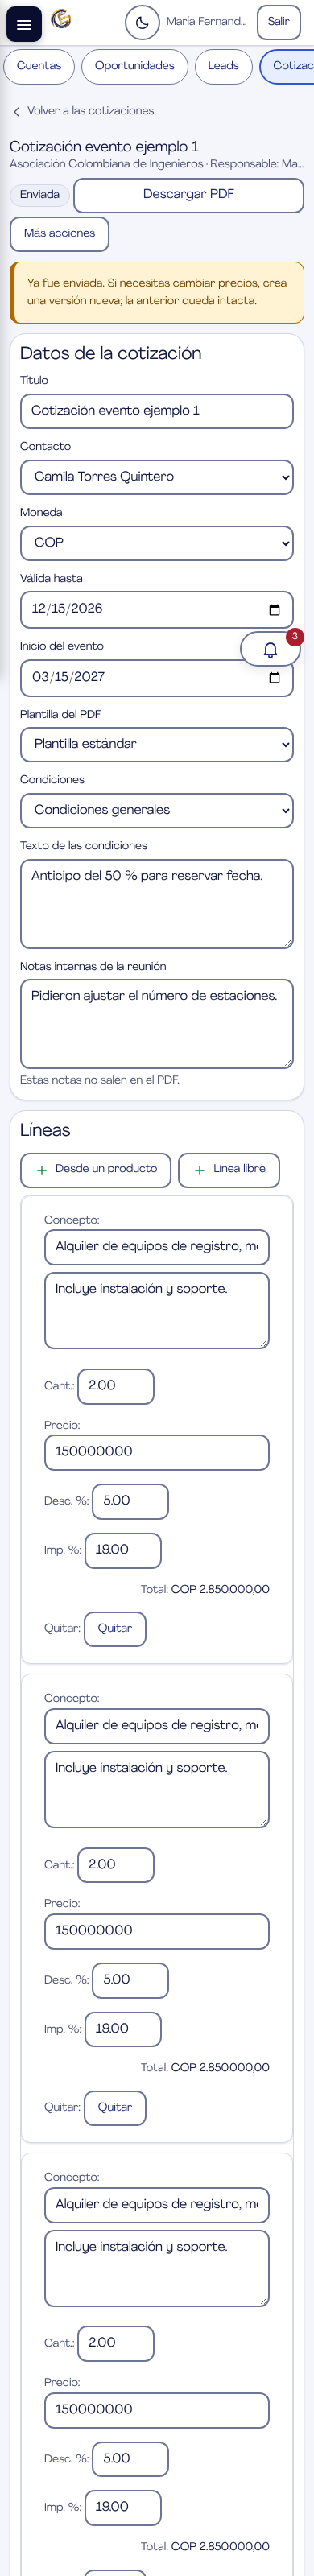 Maria Fernand...
Salir
Cuentas
Oportunidades
Leads
Cotizac
Volver a las cotizaciones
Cotización evento ejemplo 1
Asociación Colombiana de Ingenieros · Responsable: Ma...
Enviada
Descargar PDF
Más acciones
Ya fue enviada. Si necesitas cambiar precios, crea
una versión nueva; la anterior queda intacta.
Datos de la cotización
Título
Cotización evento ejemplo 1
Contacto
Camila Torres Quintero
Moneda
COP
Válida hasta
12/15/2026
Inicio del evento
3
03/15/2027
Plantilla del PDF
Plantilla estándar
Condiciones
Condiciones generales
Texto de las condiciones
Anticipo del 50 % para reservar fecha.
Notas internas de la reunión
Pidieron ajustar el número de estaciones.
Estas notas no salen en el PDF.
Líneas
Desde un producto
Línea libre
Concepto:
Alquiler de equipos de registro, mo
Incluye instalación y soporte.
Cant.: 2.00
Precio:
1500000.00
Desc. %: 5.00
Imp. %: 19.00
Total: COP 2.850.000,00
Quitar: Quitar
Concepto:
Alquiler de equipos de registro, mo
Incluye instalación y soporte.
Cant.: 2.00
Precio:
1500000.00
Desc. %: 5.00
Imp. %: 19.00
Total: COP 2.850.000,00
Quitar: Quitar
Concepto:
Alquiler de equipos de registro, mo
Incluye instalación y soporte.
Cant.: 2.00
Precio:
1500000.00
Desc. %: 5.00
Imp. %: 19.00
Total: COP 2.850.000,00